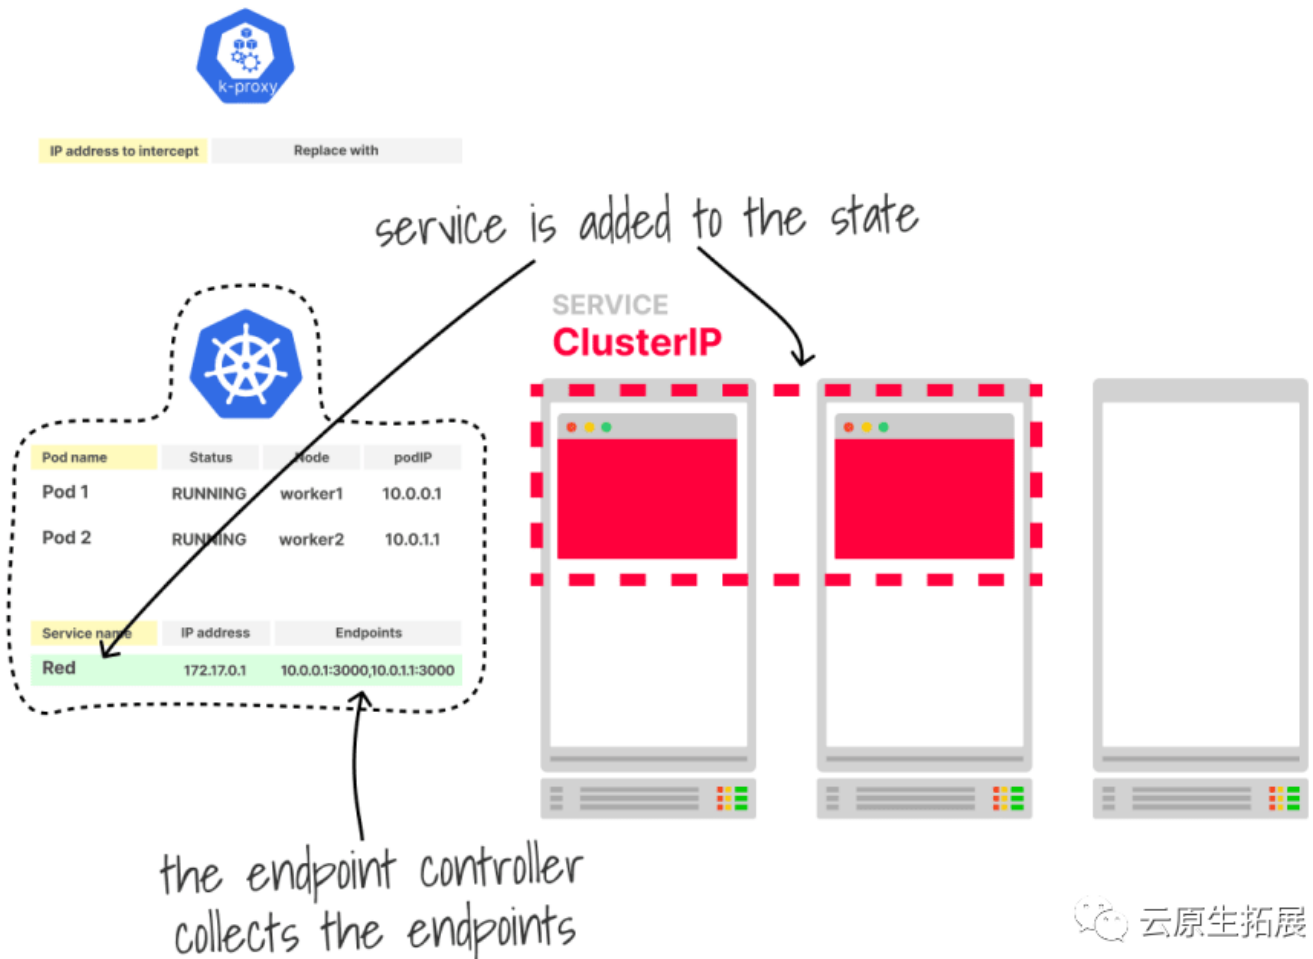 k-proxy
IP address to intercept Replace with
service is added to the state
SERVICE
ClusterIP
Pod name Status Node podIP
Pod 1 RUNNING worker1 10.0.0.1
Pod 2 RUNNING worker2 10.0.1.1
Service name IP address Endpoints
Red 172.17.0.1 10.0.0.1:3000,10.0.1.1:3000
the endpoint controller
collects the endpoints
云原生拓展